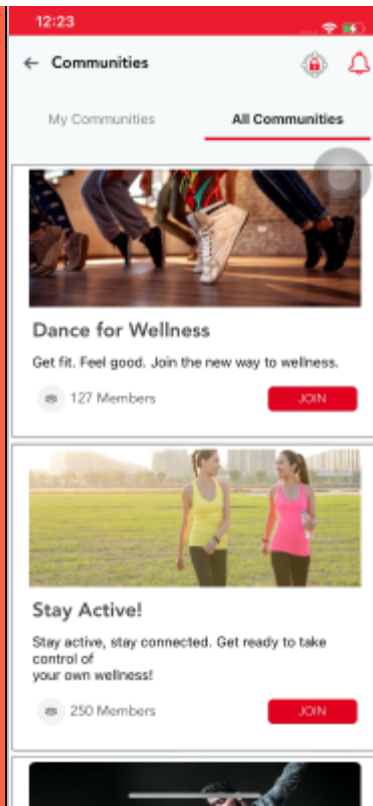 12:23
Communities
My Communities
All Communities
Dance for Wellness
Get fit. Feel good. Join the new way to wellness.
127 Members
JOIN
Stay Active!
Stay active, stay connected. Get ready to take
control of
your own wellness!
250 Members
JOIN